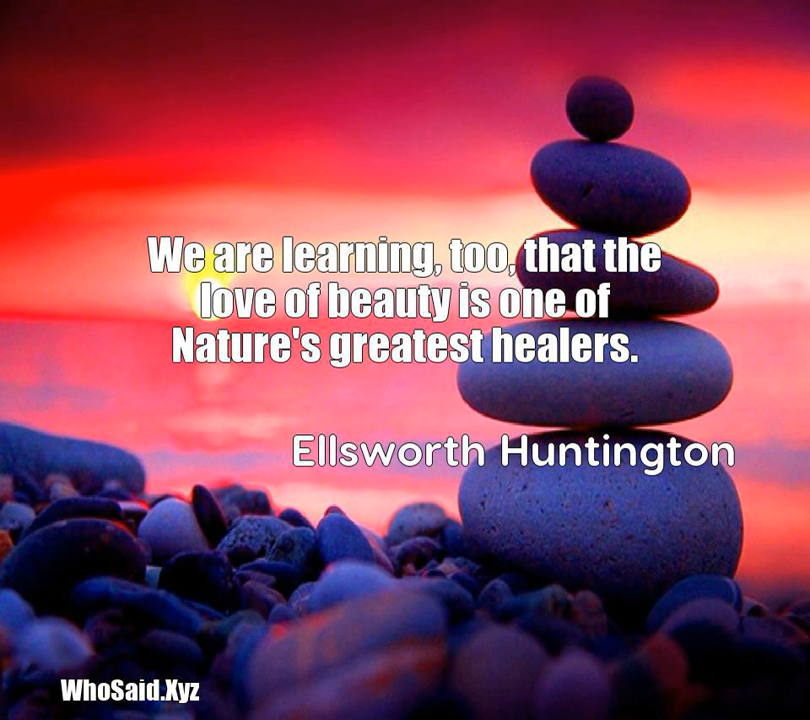 We are learning, too, that the
love of beauty is one of
Nature's greatest healers.
Ellsworth Huntington
WhoSaid.Xyz